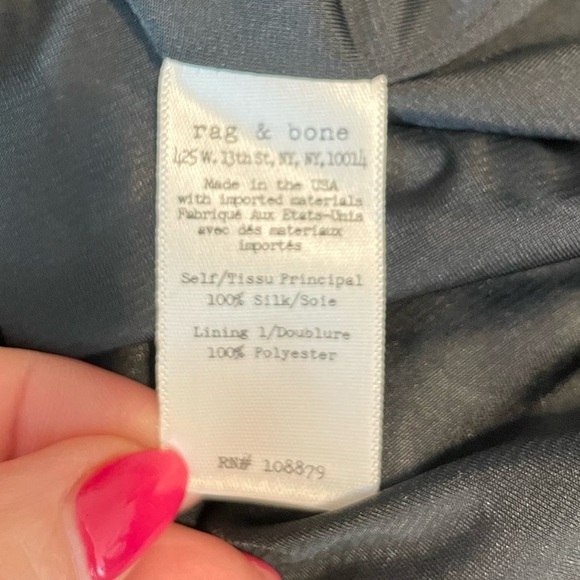 rag & bone
425 W. 13th St, NY, NY, 10014
Made in the USA
with imported materials
Fabriqué Aux Etats-Unis
avec dés materiaux
importés
Self/Tissu Principal
100% Silk/Soie
Lining 1/Doublure
100% Polyester
RN# 108879